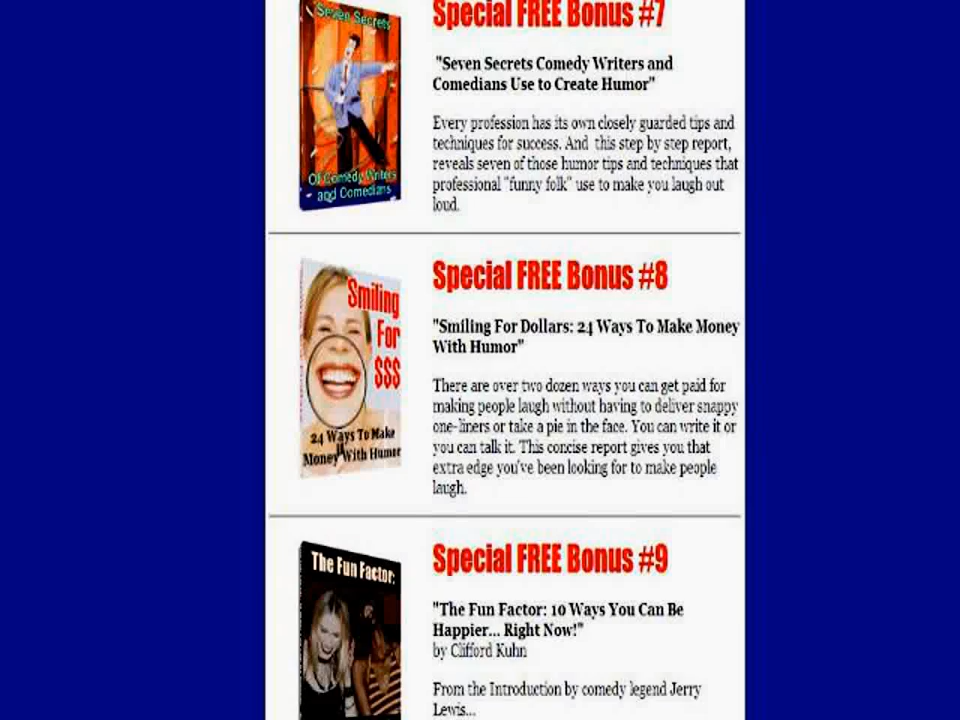 Seven Secrets
Of Comedy Writers
and Comedians
Special FREE Bonus #7
"Seven Secrets Comedy Writers and
Comedians Use to Create Humor"
Every profession has its own closely guarded tips and
techniques for success. And this step by step report,
reveals seven of those humor tips and techniques that
professional "funny folk" use to make you laugh out
loud.
Smiling
For
$$$
24 Ways To Make
Money With Humor
Special FREE Bonus #8
"Smiling For Dollars: 24 Ways To Make Money
With Humor"
There are over two dozen ways you can get paid for
making people laugh without having to deliver snappy
one-liners or take a pie in the face. You can write it or
you can talk it. This concise report gives you that
extra edge you've been looking for to make people
laugh.
The Fun Factor:
Special FREE Bonus #9
"The Fun Factor: 10 Ways You Can Be
Happier... Right Now!"
by Clifford Kuhn
From the Introduction by comedy legend Jerry
Lewis...